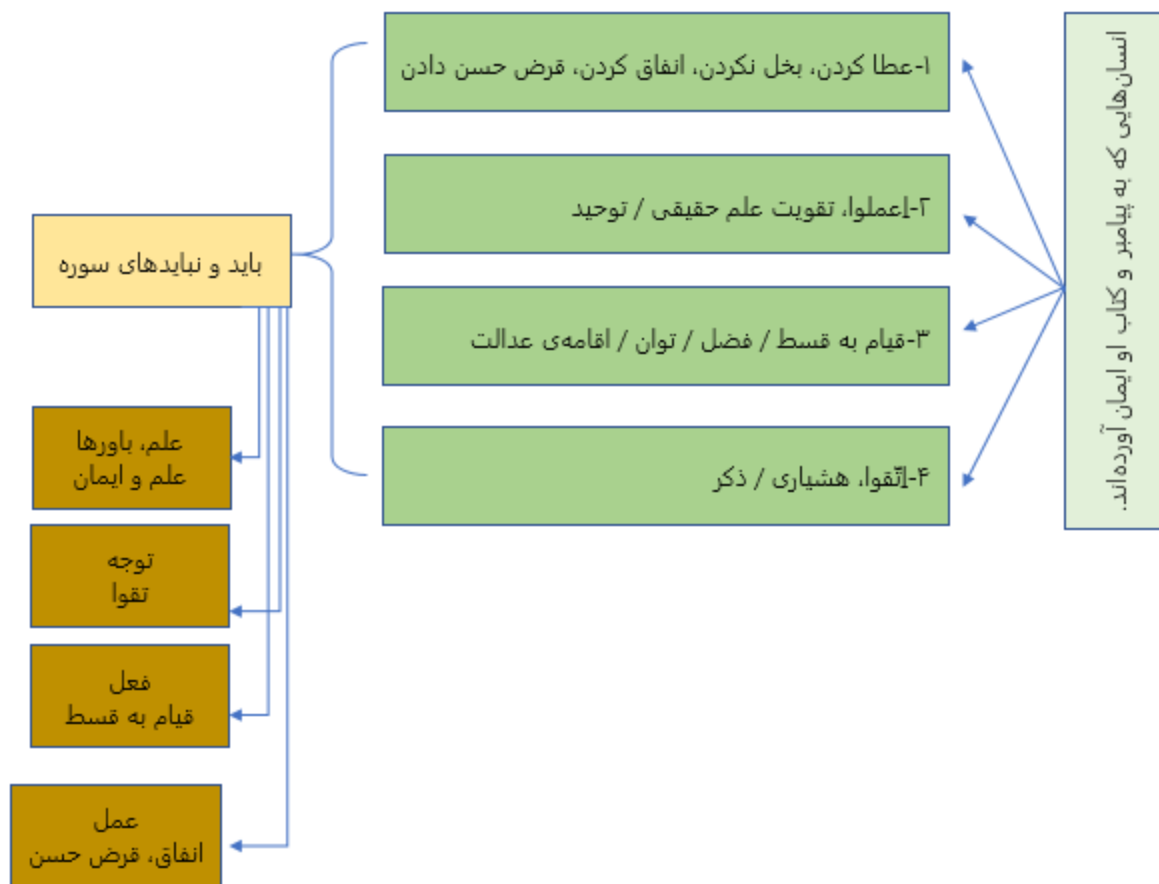 انسان‌هایی که به پیامبر و کتاب او ایمان آورده‌اند.
۱-عطا کردن، بخل نکردن، انفاق کردن، قرض حسن دادن
۲-اِعملوا، تقویت علم حقیقی / توحید
۳-قیام به قسط / فضل / توان / اقامه‌ی عدالت
۴-اِتّقوا، هشیاری / ذکر
باید و نبایدهای سوره
علم، باورها
علم و ایمان
توجه
تقوا
فعل
قیام به قسط
عمل
انفاق، قرض حسن